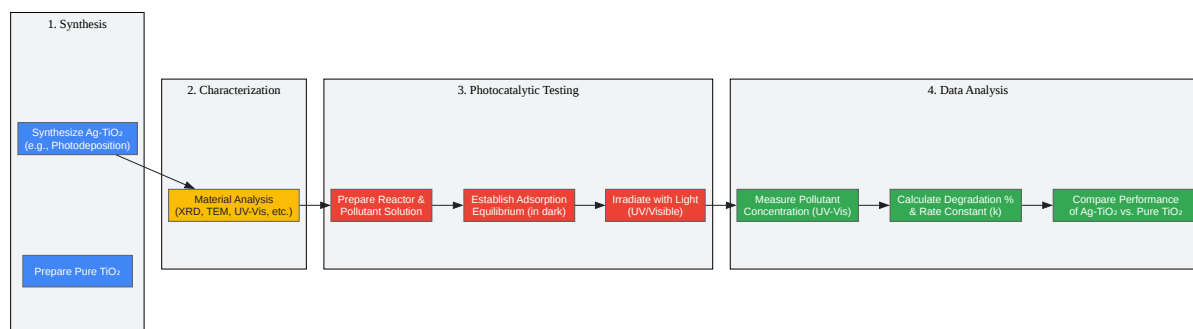 1. Synthesis
Synthesize Ag-TiO₂
(e.g., Photodeposition)
Prepare Pure TiO₂
2. Characterization
Material Analysis
(XRD, TEM, UV-Vis, etc.)
3. Photocatalytic Testing
Prepare Reactor &
Pollutant Solution
Establish Adsorption
Equilibrium (in dark)
Irradiate with Light
(UV/Visible)
4. Data Analysis
Measure Pollutant
Concentration (UV-Vis)
Calculate Degradation %
& Rate Constant (k)
Compare Performance
of Ag-TiO₂ vs. Pure TiO₂